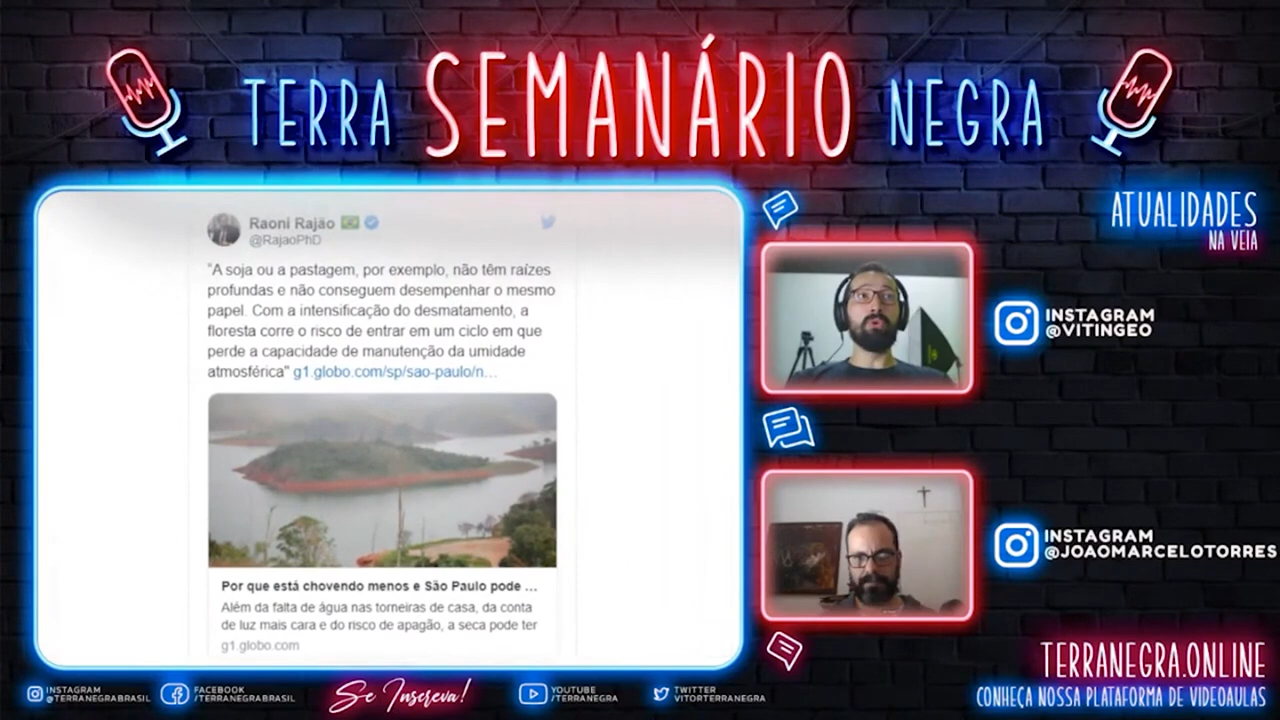 TERRA SEMANÁRIO NEGRA
Raoni Rajão
@RajaoPhD
"A soja ou a pastagem, por exemplo, não têm raízes
profundas e não conseguem desempenhar o mesmo
papel. Com a intensificação do desmatamento, a
floresta corre o risco de entrar em um ciclo em que
perde a capacidade de manutenção da umidade
atmosférica" g1.globo.com/sp/sao-paulo/n...
Por que está chovendo menos e São Paulo pode ...
Além da falta de água nas torneiras de casa, da conta
de luz mais cara e do risco de apagão, a seca pode ter
g1.globo.com
ATUALIDADES
NA VEIA
INSTAGRAM
@VITINGEO
INSTAGRAM
@JOAOMARCELOTORRES
TERRANEGRA.ONLINE
CONHEÇA NOSSA PLATAFORMA DE VIDEOAULAS
INSTAGRAM
@TERRANEGRABRASIL
FACEBOOK
/TERRANEGRABRASIL
Se Inscreva!
YOUTUBE
/TERRANEGRA
TWITTER
VITORTERRANEGRA